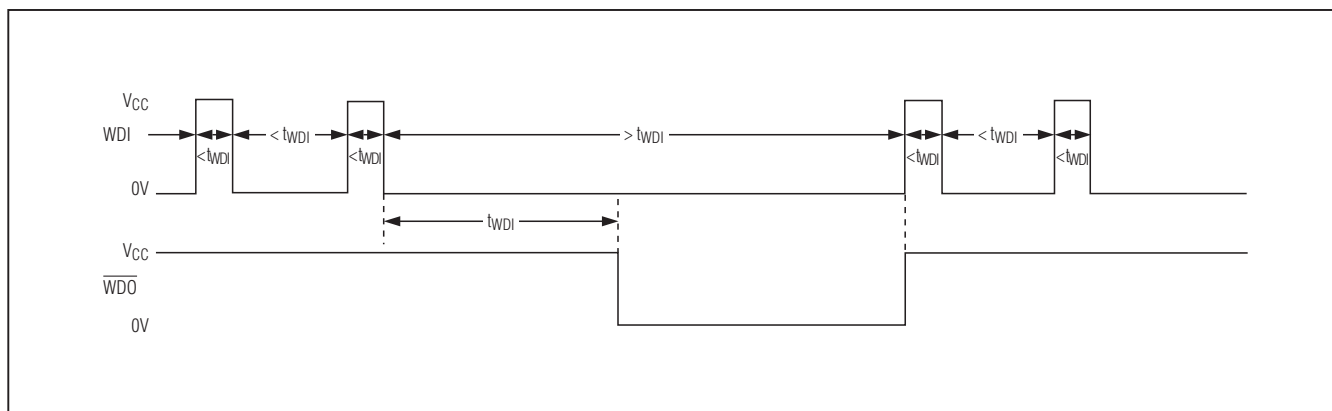 VCC
WDI
< tWDI
> tWDI
< tWDI
<tWDI
<tWDI
<tWDI
<tWDI
0V
tWDI
VCC
WDO
0V